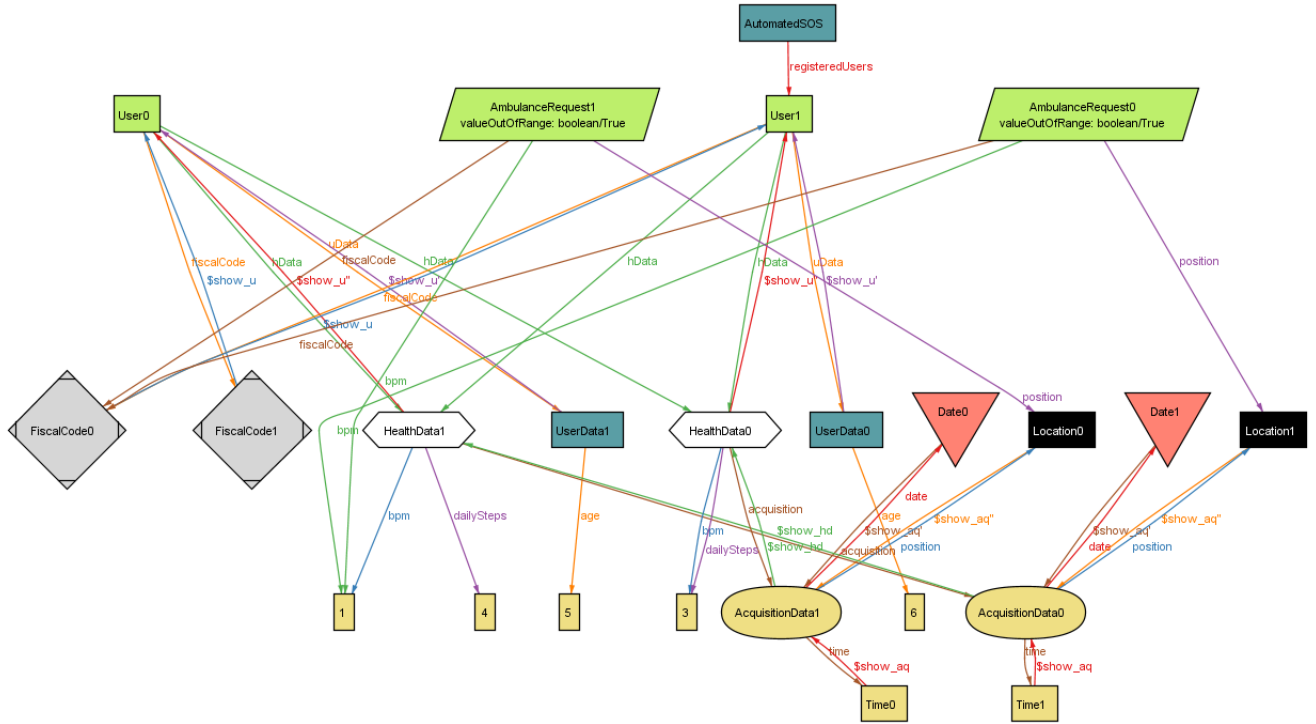 AutomatedSOS
registeredUsers
User0
AmbulanceRequest1
valueOutOfRange: boolean/True
User1
AmbulanceRequest0
valueOutOfRange: boolean/True
uData
fiscalCode
hData
fiscalCode
hData
hData
hData
uData
position
$show_u
$show_u"
$show_u'
$show_u"
$show_u'
fiscalCode
$show_u
fiscalCode
bpm
position
FiscalCode0
FiscalCode1
bpm
HealthData1
UserData1
HealthData0
UserData0
Date0
Location0
Date1
Location1
bpm
dailySteps
age
acquisition
bpm
dailySteps
$show_hd
$show_hd
acquisition
age
date
$show_aq'
$show_aq"
position
$show_aq'
date
$show_aq"
position
1
4
5
3
AcquisitionData1
6
AcquisitionData0
time
$show_aq
time
$show_aq
Time0
Time1